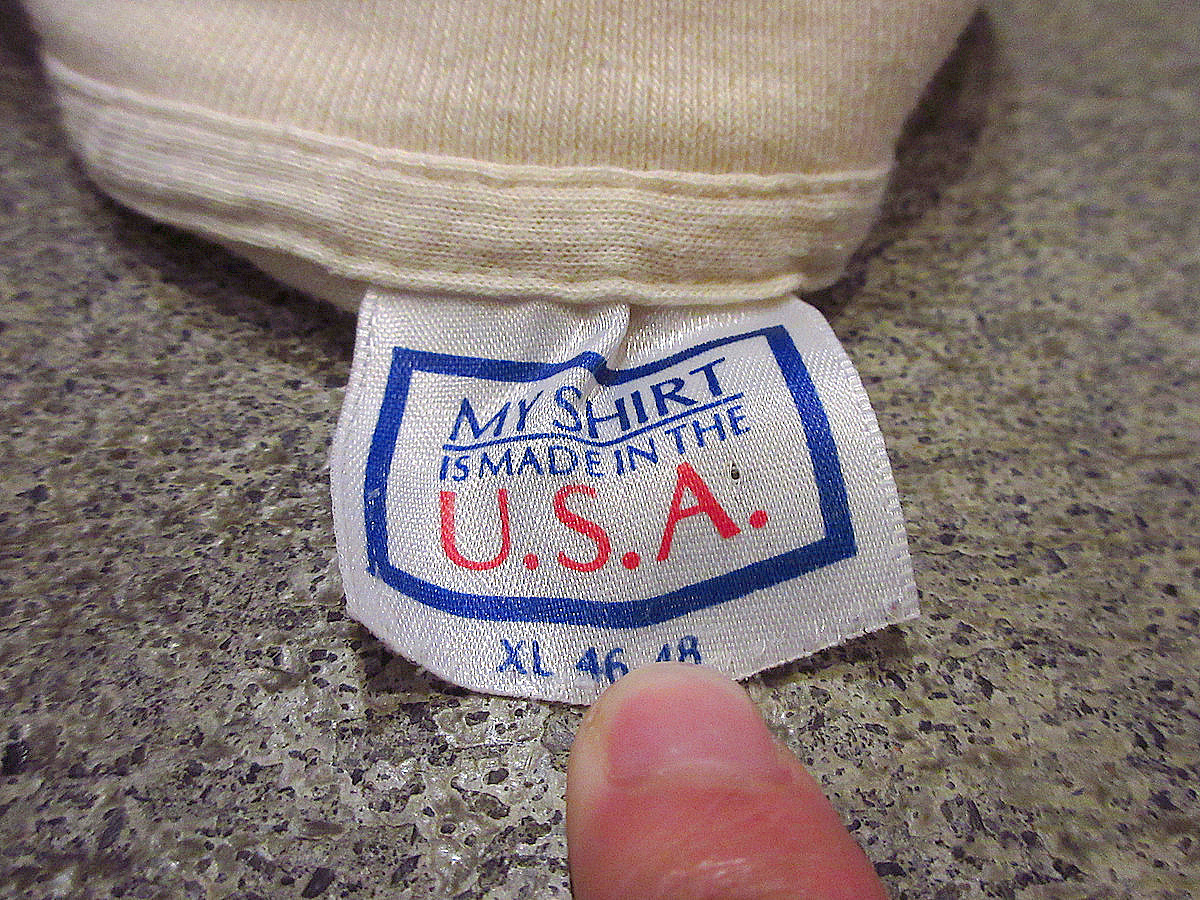 MY SHIRT
IS MADE IN THE
U.S.A.
XL 46 48